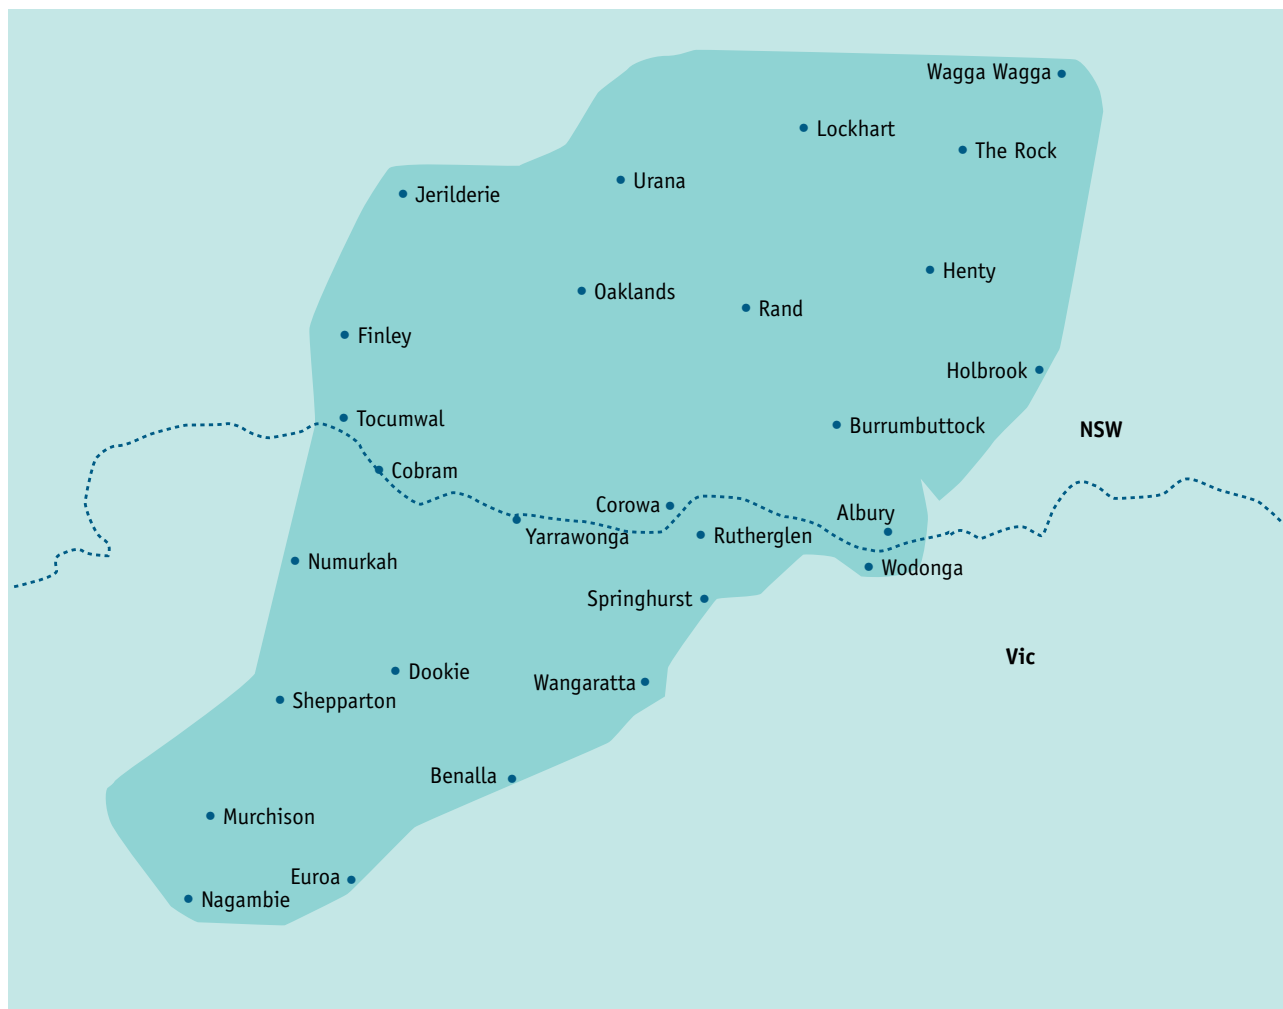 Wagga Wagga
Lockhart
The Rock
Urana
Jerilderie
Henty
Oaklands
Rand
Finley
Holbrook
Tocumwal
Burrumbuttock
NSW
Cobram
Corowa
Albury
Yarrawonga
Rutherglen
Numurkah
Wodonga
Springhurst
Vic
Dookie
Wangaratta
Shepparton
Benalla
Murchison
Euroa
Nagambie